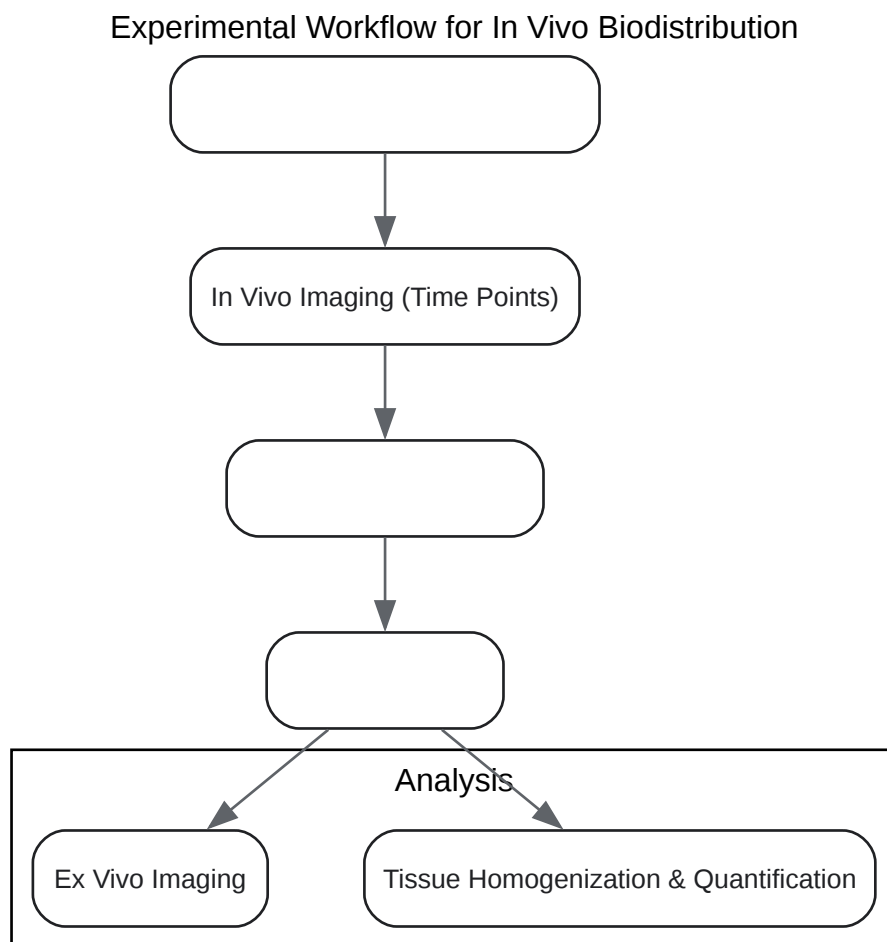 Experimental Workflow for In Vivo Biodistribution
In Vivo Imaging (Time Points)
Analysis
Ex Vivo Imaging
Tissue Homogenization & Quantification